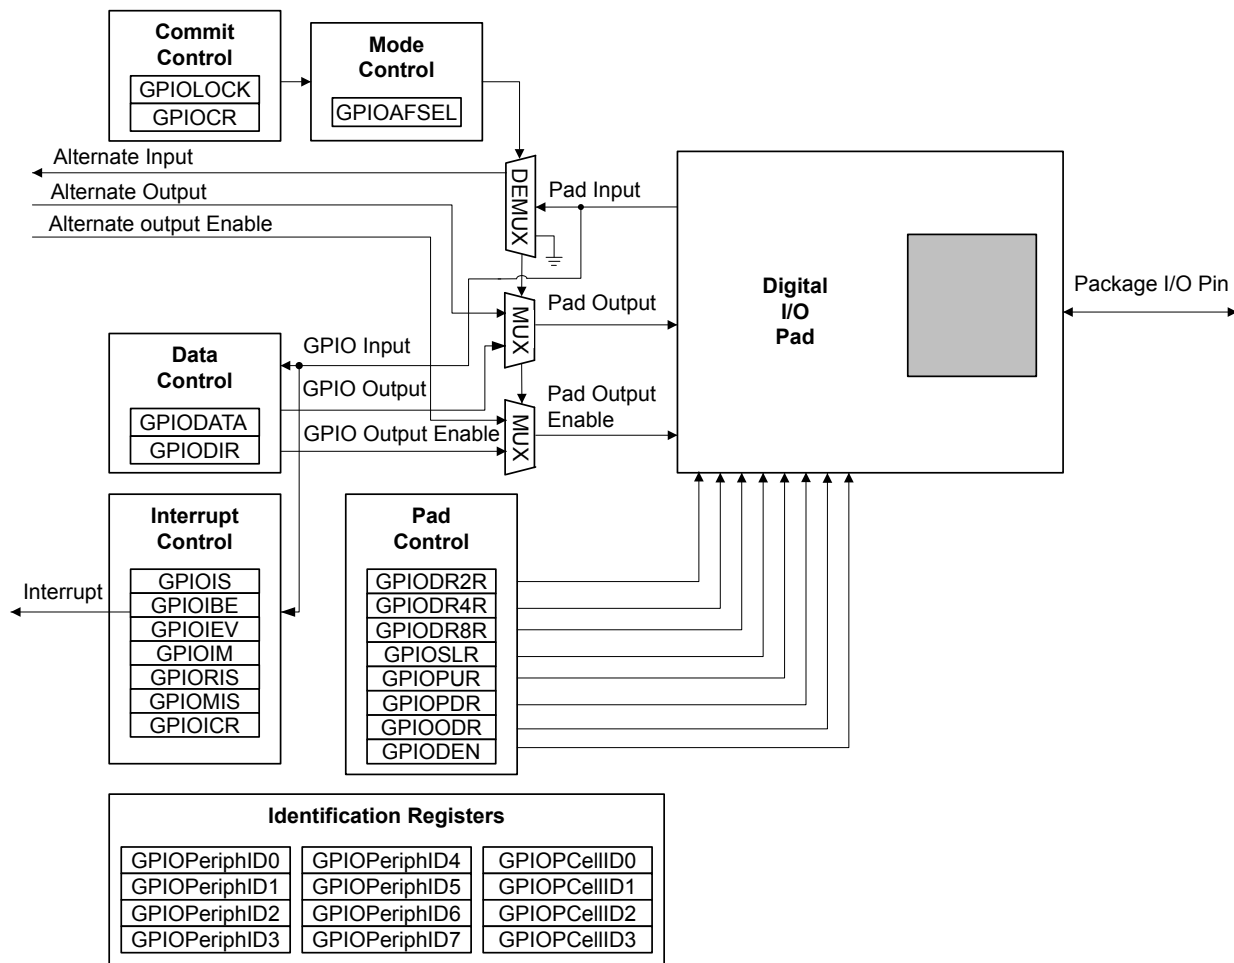 Commit
Control
GPIOLOCK
GPIOCR
Mode
Control
GPIOAFSEL
Alternate Input
Alternate Output
Alternate output Enable
DEMUX
Pad Input
MUX
Pad Output
MUX
Pad Output
Enable
Digital
I/O
Pad
Package I/O Pin
Data
Control
GPIODATA
GPIODIR
GPIO Input
GPIO Output
GPIO Output Enable
Interrupt
Control
GPIOIS
GPIOIBE
GPIOIEV
GPIOIM
GPIORIS
GPIOMIS
GPIOICR
Interrupt
Pad
Control
GPIODR2R
GPIODR4R
GPIODR8R
GPIOSLR
GPIOPUR
GPIOPDR
GPIOODR
GPIODEN
Identification Registers
GPIOPeriphID0
GPIOPeriphID1
GPIOPeriphID2
GPIOPeriphID3
GPIOPeriphID4
GPIOPeriphID5
GPIOPeriphID6
GPIOPeriphID7
GPIOPCellID0
GPIOPCellID1
GPIOPCellID2
GPIOPCellID3